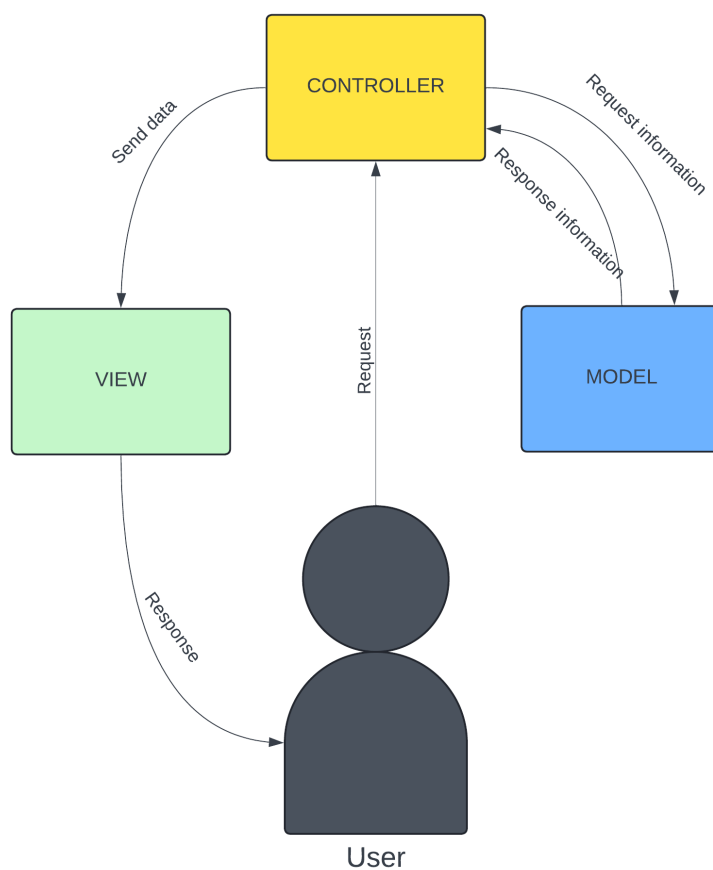 CONTROLLER
Send data
Request information
Response information
VIEW
Request
MODEL
Response
User